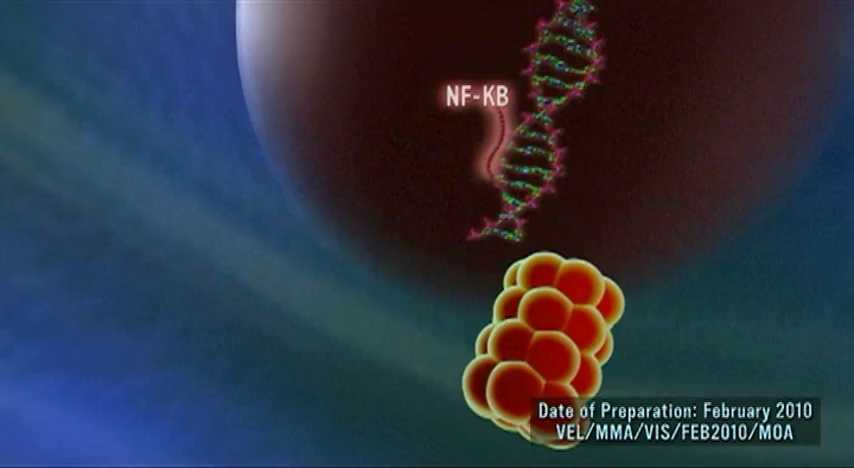 NF-KB
Date of Preparation: February 2010
VEL/MMA/VIS/FEB2010/MOA